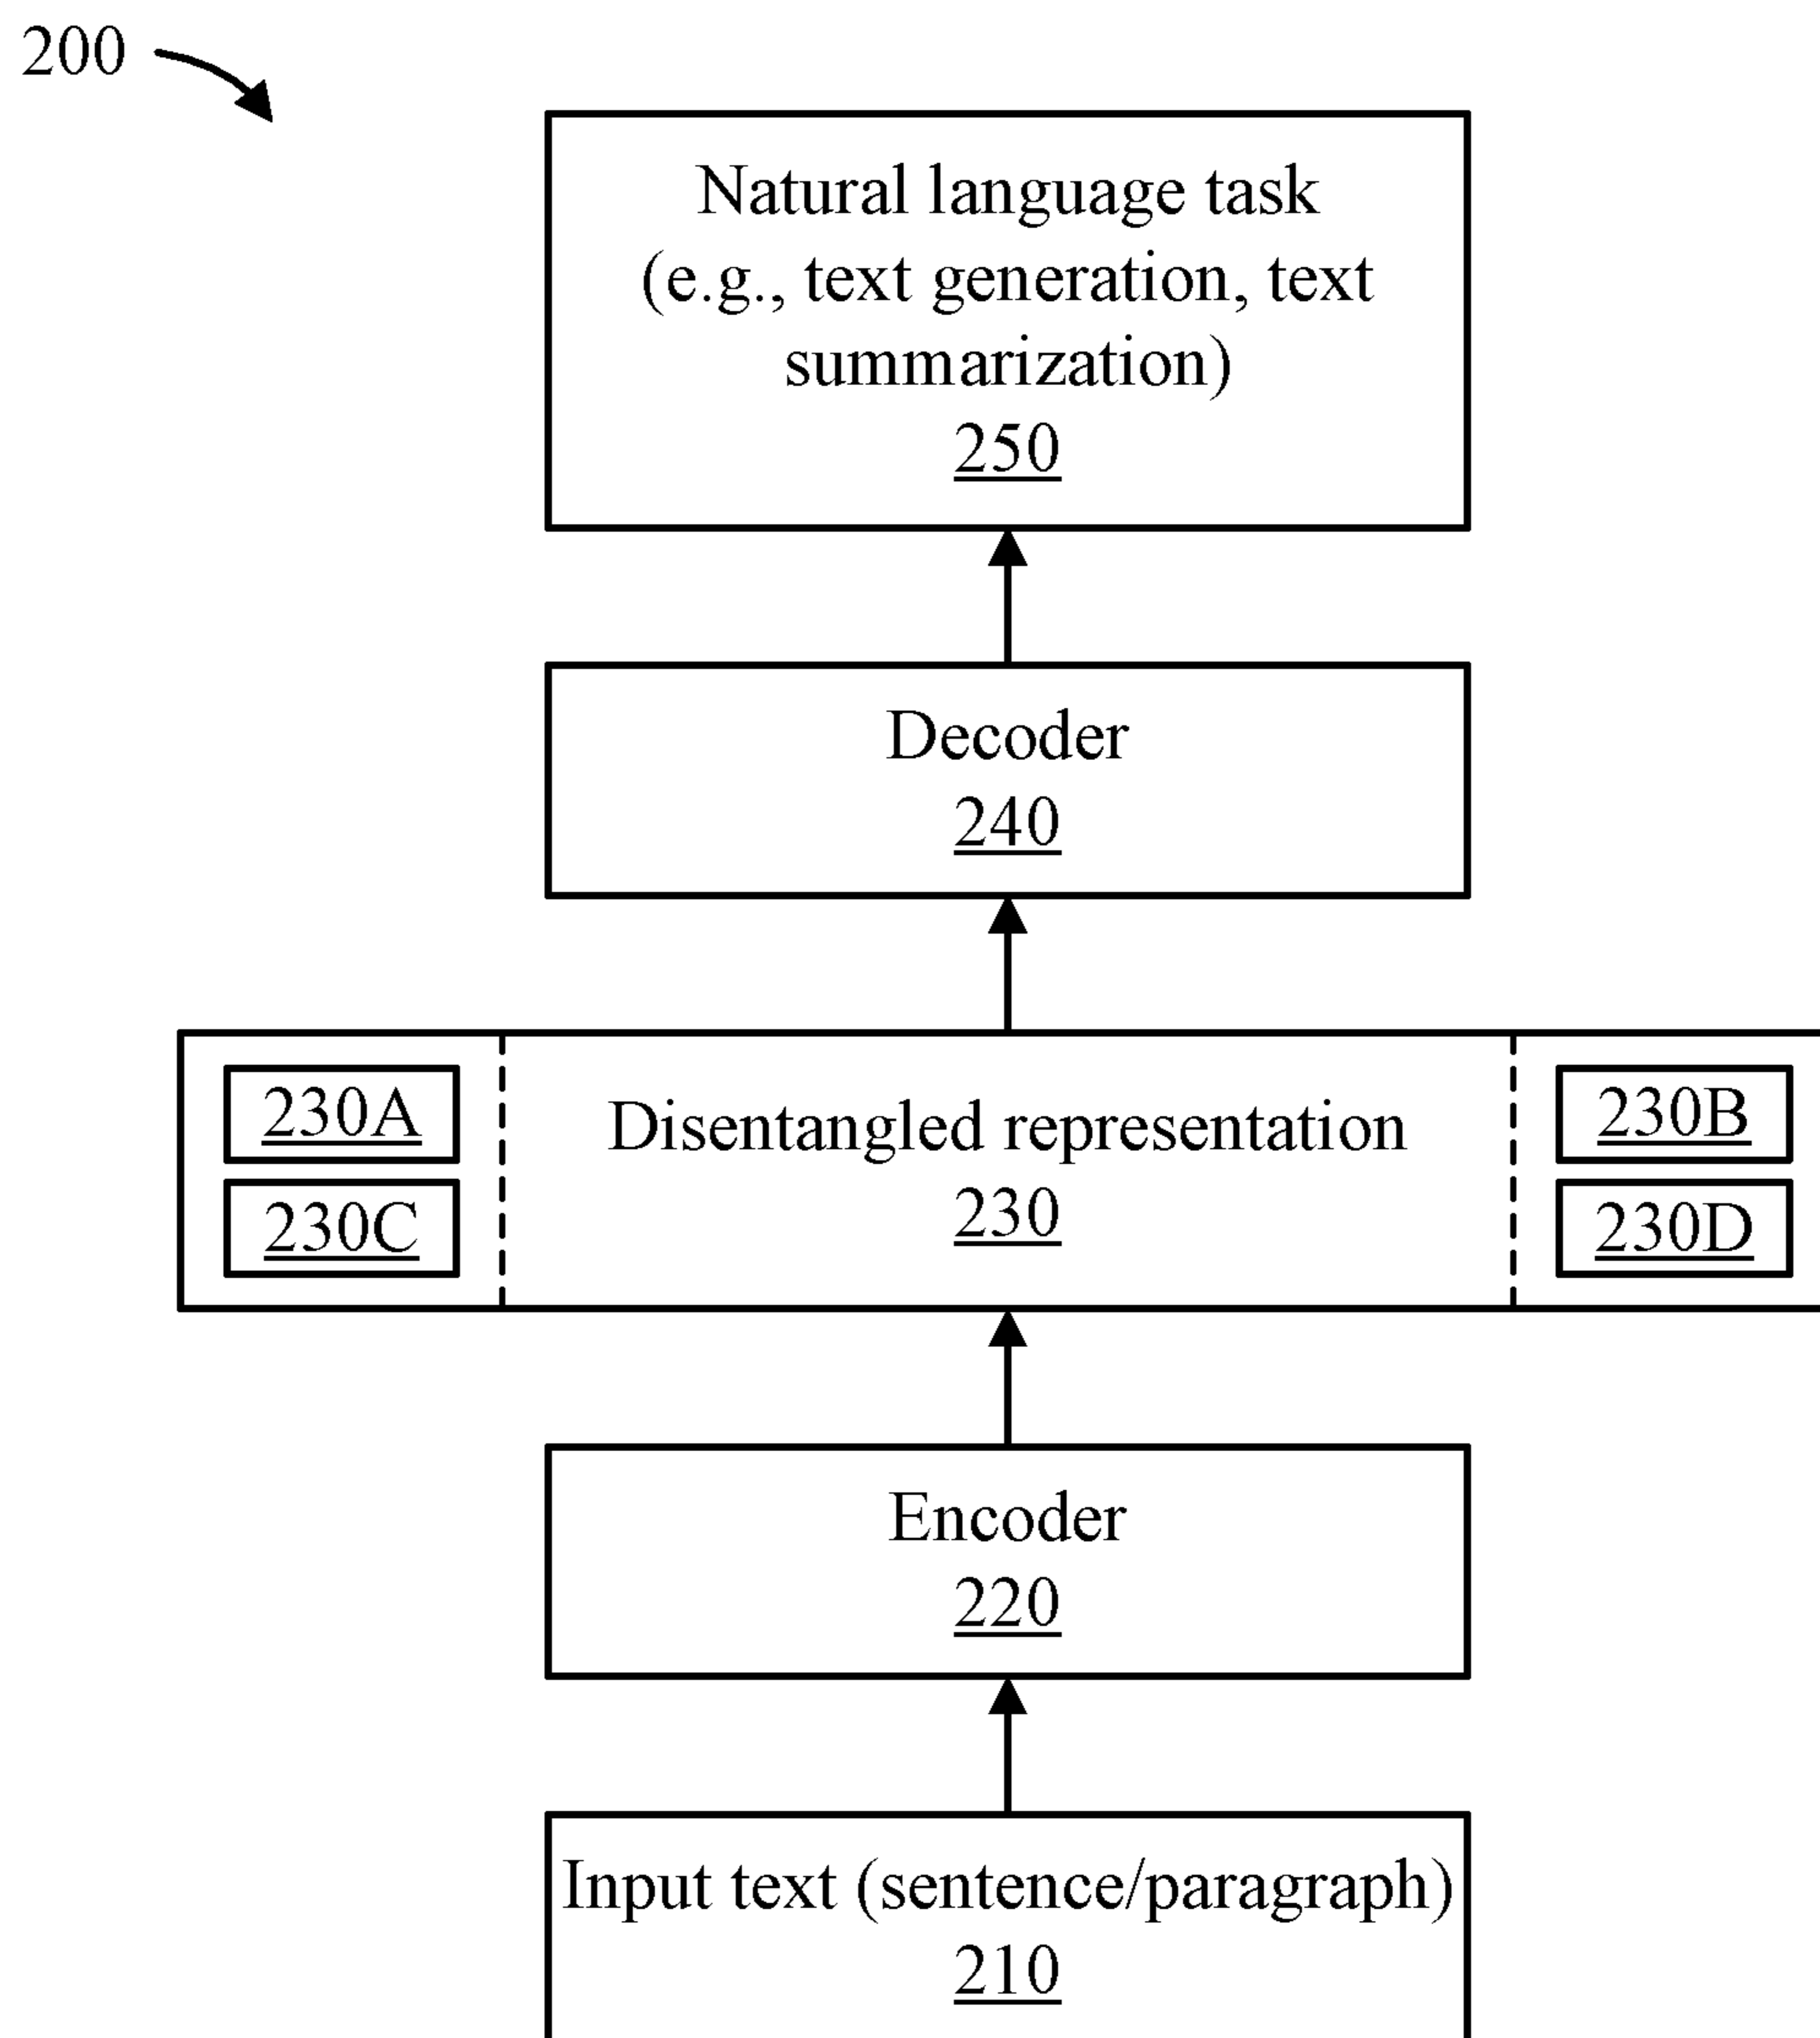 200
Natural language task
(e.g., text generation, text
summarization)
250
Decoder
240
230A
230C
Disentangled representation
230
230B
230D
Encoder
220
Input text (sentence/paragraph)
210